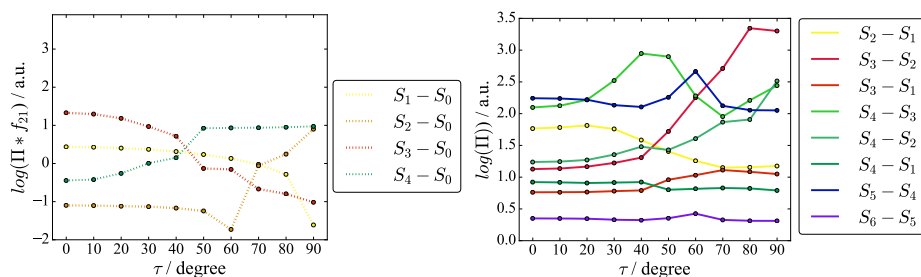 log(Π * f₂₁) / a.u.
3
2
1
0
−1
−2
0 10 20 30 40 50 60 70 80 90
τ / degree
S₁ − S₀
S₂ − S₀
S₃ − S₀
S₄ − S₀
log(Π)) / a.u.
3.5
3.0
2.5
2.0
1.5
1.0
0.5
0.0
0 10 20 30 40 50 60 70 80 90
τ / degree
S₂ − S₁
S₃ − S₂
S₃ − S₁
S₄ − S₃
S₄ − S₂
S₄ − S₁
S₅ − S₄
S₆ − S₅